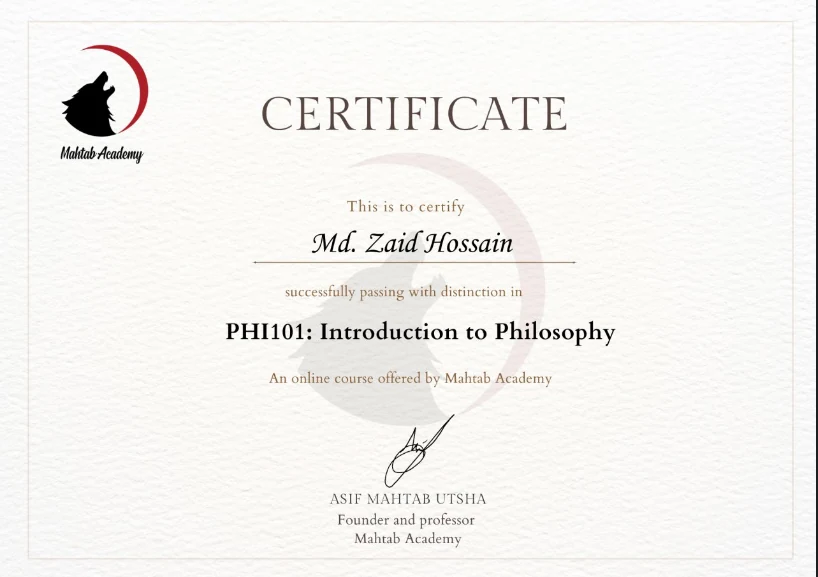 Mahtab Academy
CERTIFICATE
This is to certify
Md. Zaid Hossain
successfully passing with distinction in
PHI101: Introduction to Philosophy
An online course offered by Mahtab Academy
ASIF MAHTAB UTSHA
Founder and professor
Mahtab Academy